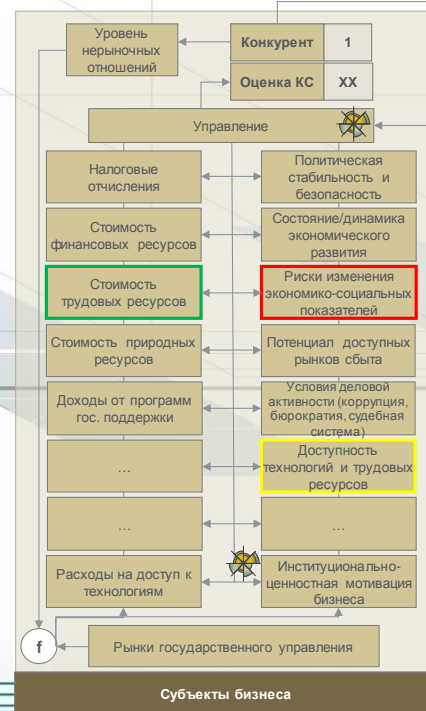 Уровень
нерыночных
отношений
Конкурент 1
Оценка КС XX
Управление
Налоговые
отчисления
Политическая
стабильность и
безопасность
Стоимость
финансовых ресурсов
Состояние/динамика
экономического
развития
Стоимость
трудовых ресурсов
Риски изменения
экономико-социальных
показателей
Стоимость природных
ресурсов
Потенциал доступных
рынков сбыта
Доходы от программ
гос. поддержки
Условия деловой
активности (коррупция,
бюрократия, судебная
система)
…
Доступность
технологий и трудовых
ресурсов
…
…
Расходы на доступ к
технологиям
Институционально-
ценностная мотивация
бизнеса
f
Рынки государственного управления
Субъекты бизнеса